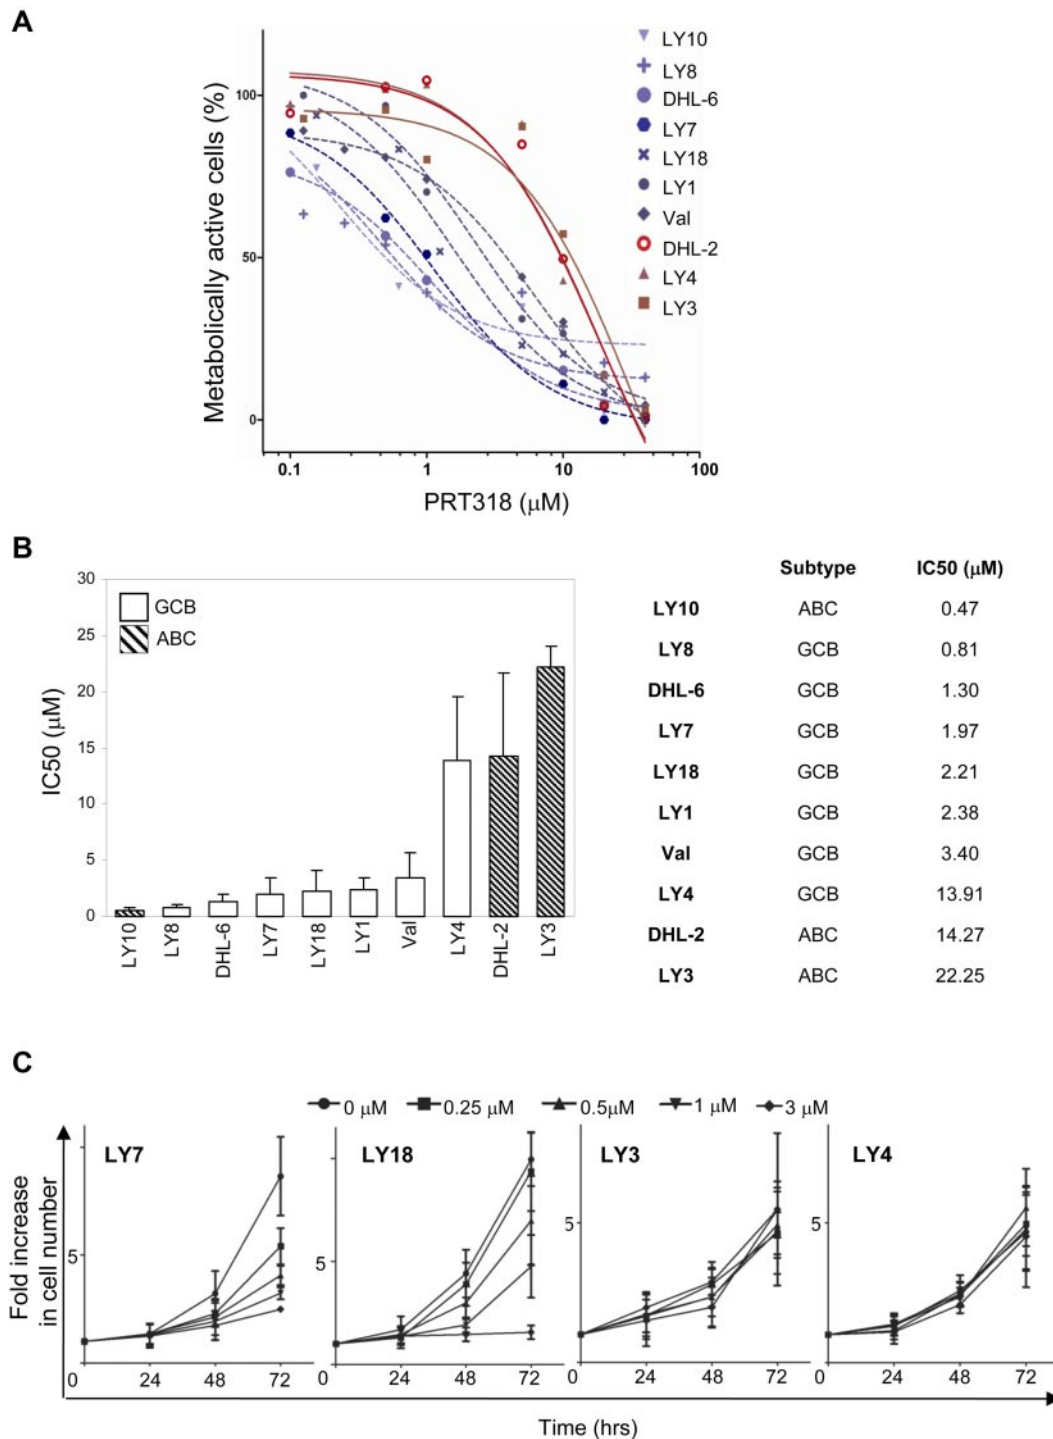 A
Metabolically active cells (%)
100
50
0
0.1 1 10 100
PRT318 (μM)
LY10
LY8
DHL-6
LY7
LY18
LY1
Val
DHL-2
LY4
LY3
B
IC50 (μM)
30
25
20
15
10
5
0
GCB
ABC
LY10 LY8 DHL-6 LY7 LY18 LY1 Val LY4 DHL-2 LY3
Subtype IC50 (μM)
LY10 ABC 0.47
LY8 GCB 0.81
DHL-6 GCB 1.30
LY7 GCB 1.97
LY18 GCB 2.21
LY1 GCB 2.38
Val GCB 3.40
LY4 GCB 13.91
DHL-2 ABC 14.27
LY3 ABC 22.25
C
0 μM 0.25 μM 0.5μM 1 μM 3 μM
Fold increase
in cell number
LY7 LY18 LY3 LY4
5 5 5 5
0 24 48 72 0 24 48 72 0 24 48 72 0 24 48 72
Time (hrs)